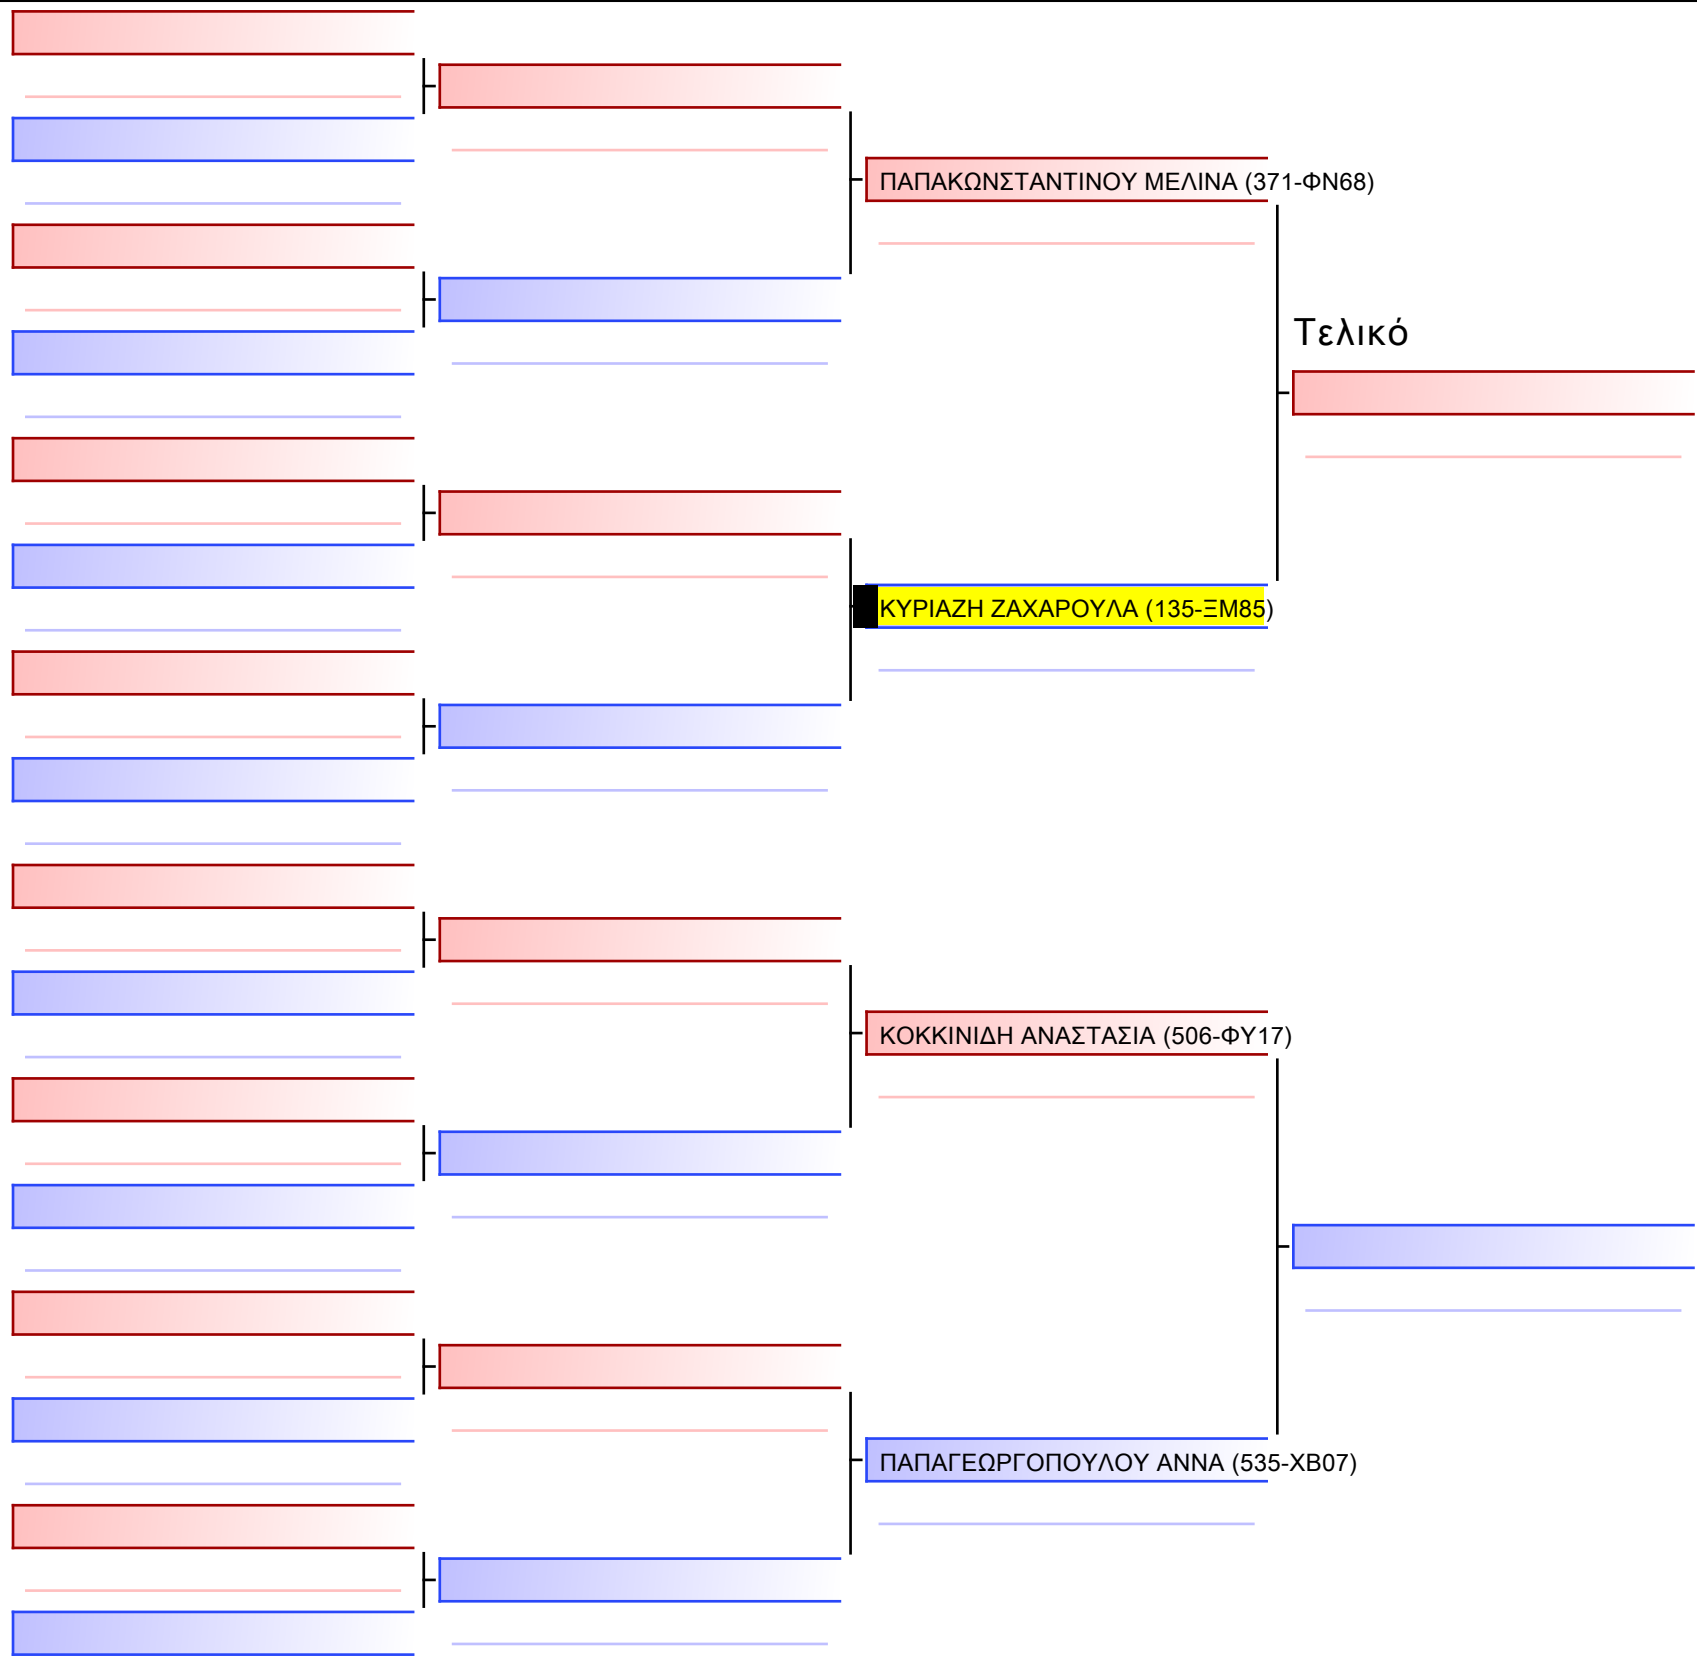 ΠΑΠΑΚΩΝΣΤΑΝΤΙΝΟΥ ΜΕΛΙΝΑ (371-ΦΝ68)
Τελικό
ΚΥΡΙΑΖΗ ΖΑΧΑΡΟΥΛΑ (135-ΞΜ85)
ΚΟΚΚΙΝΙΔΗ ΑΝΑΣΤΑΣΙΑ (506-ΦΥ17)
ΠΑΠΑΓΕΩΡΓΟΠΟΥΛΟΥ ΑΝΝΑ (535-ΧΒ07)